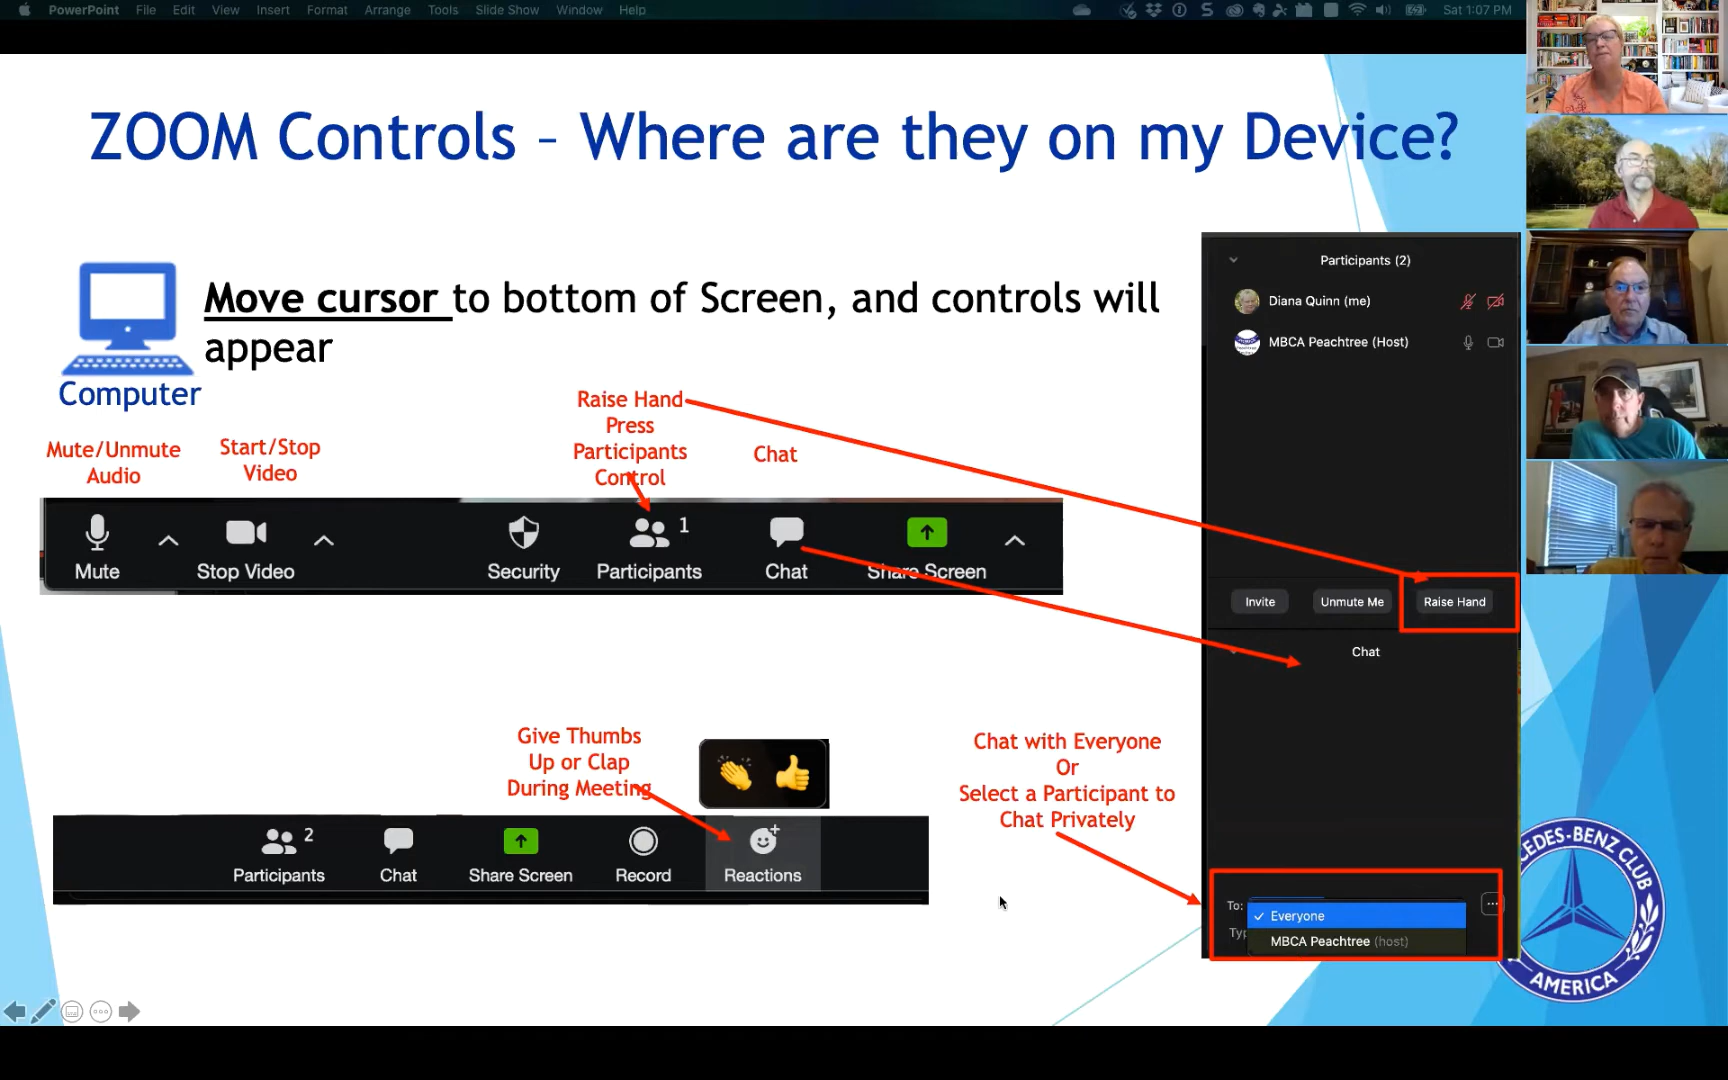 PowerPoint File Edit View Insert Format Arrange Tools Slide Show Window Help Sat 1:07 PM
ZOOM Controls – Where are they on my Device?
Move cursor to bottom of Screen, and controls will
appear
Computer
Mute/Unmute
Audio
Start/Stop
Video
Raise Hand
Press
Participants
Control
Chat
Mute
Stop Video
Security
1
Participants
Chat
Share Screen
Give Thumbs
Up or Clap
During Meeting
2
Participants
Chat
Share Screen
Record
Reactions
Participants (2)
Diana Quinn (me)
MBCA Peachtree (Host)
Invite
Unmute Me
Raise Hand
Chat
Chat with Everyone
Or
Select a Participant to
Chat Privately
To:
✓ Everyone
Typ
MBCA Peachtree (host)
CEDES-BENZ CLUB
AMERICA